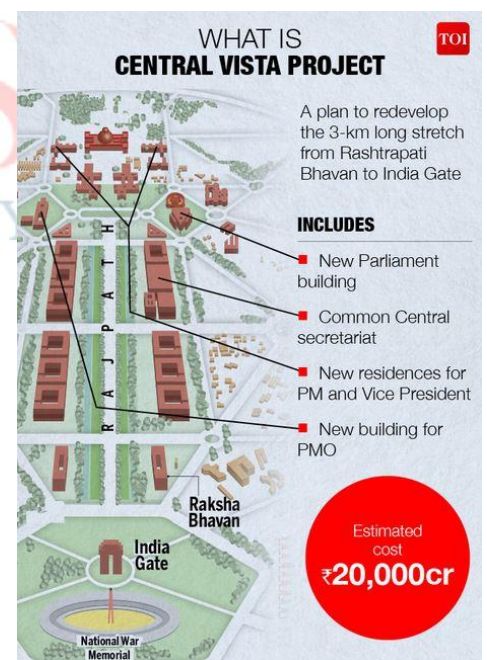 WHAT IS
CENTRAL VISTA PROJECT
TOI
A plan to redevelop
the 3-km long stretch
from Rashtrapati
Bhavan to India Gate
INCLUDES
New Parliament
building
Common Central
secretariat
New residences for
PM and Vice President
New building for
PMO
RAJPATH
Raksha
Bhavan
India
Gate
National War
Memorial
Estimated
cost
₹20,000cr